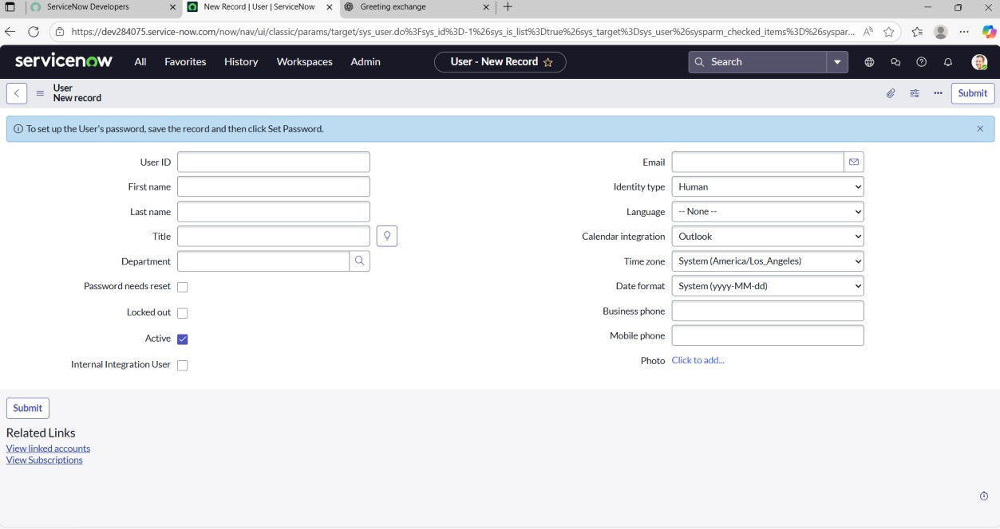 ServiceNow Developers
New Record | User | ServiceNow
Greeting exchange
https://dev284075.service-now.com/now/nav/ui/classic/params/target/sys_user.do%3Fsys_id%3D-1%26sys_is_list%3Dtrue%26sys_target%3Dsys_user%26sysparm_checked_items%3D%26syspar...
servicenow All Favorites History Workspaces Admin User - New Record Search
User
New record
Submit
To set up the User's password, save the record and then click Set Password.
User ID
First name
Last name
Title
Department
Password needs reset
Locked out
Active
Internal Integration User
Email
Identity type Human
Language -- None --
Calendar integration Outlook
Time zone System (America/Los_Angeles)
Date format System (yyyy-MM-dd)
Business phone
Mobile phone
Photo Click to add...
Submit
Related Links
View linked accounts
View Subscriptions